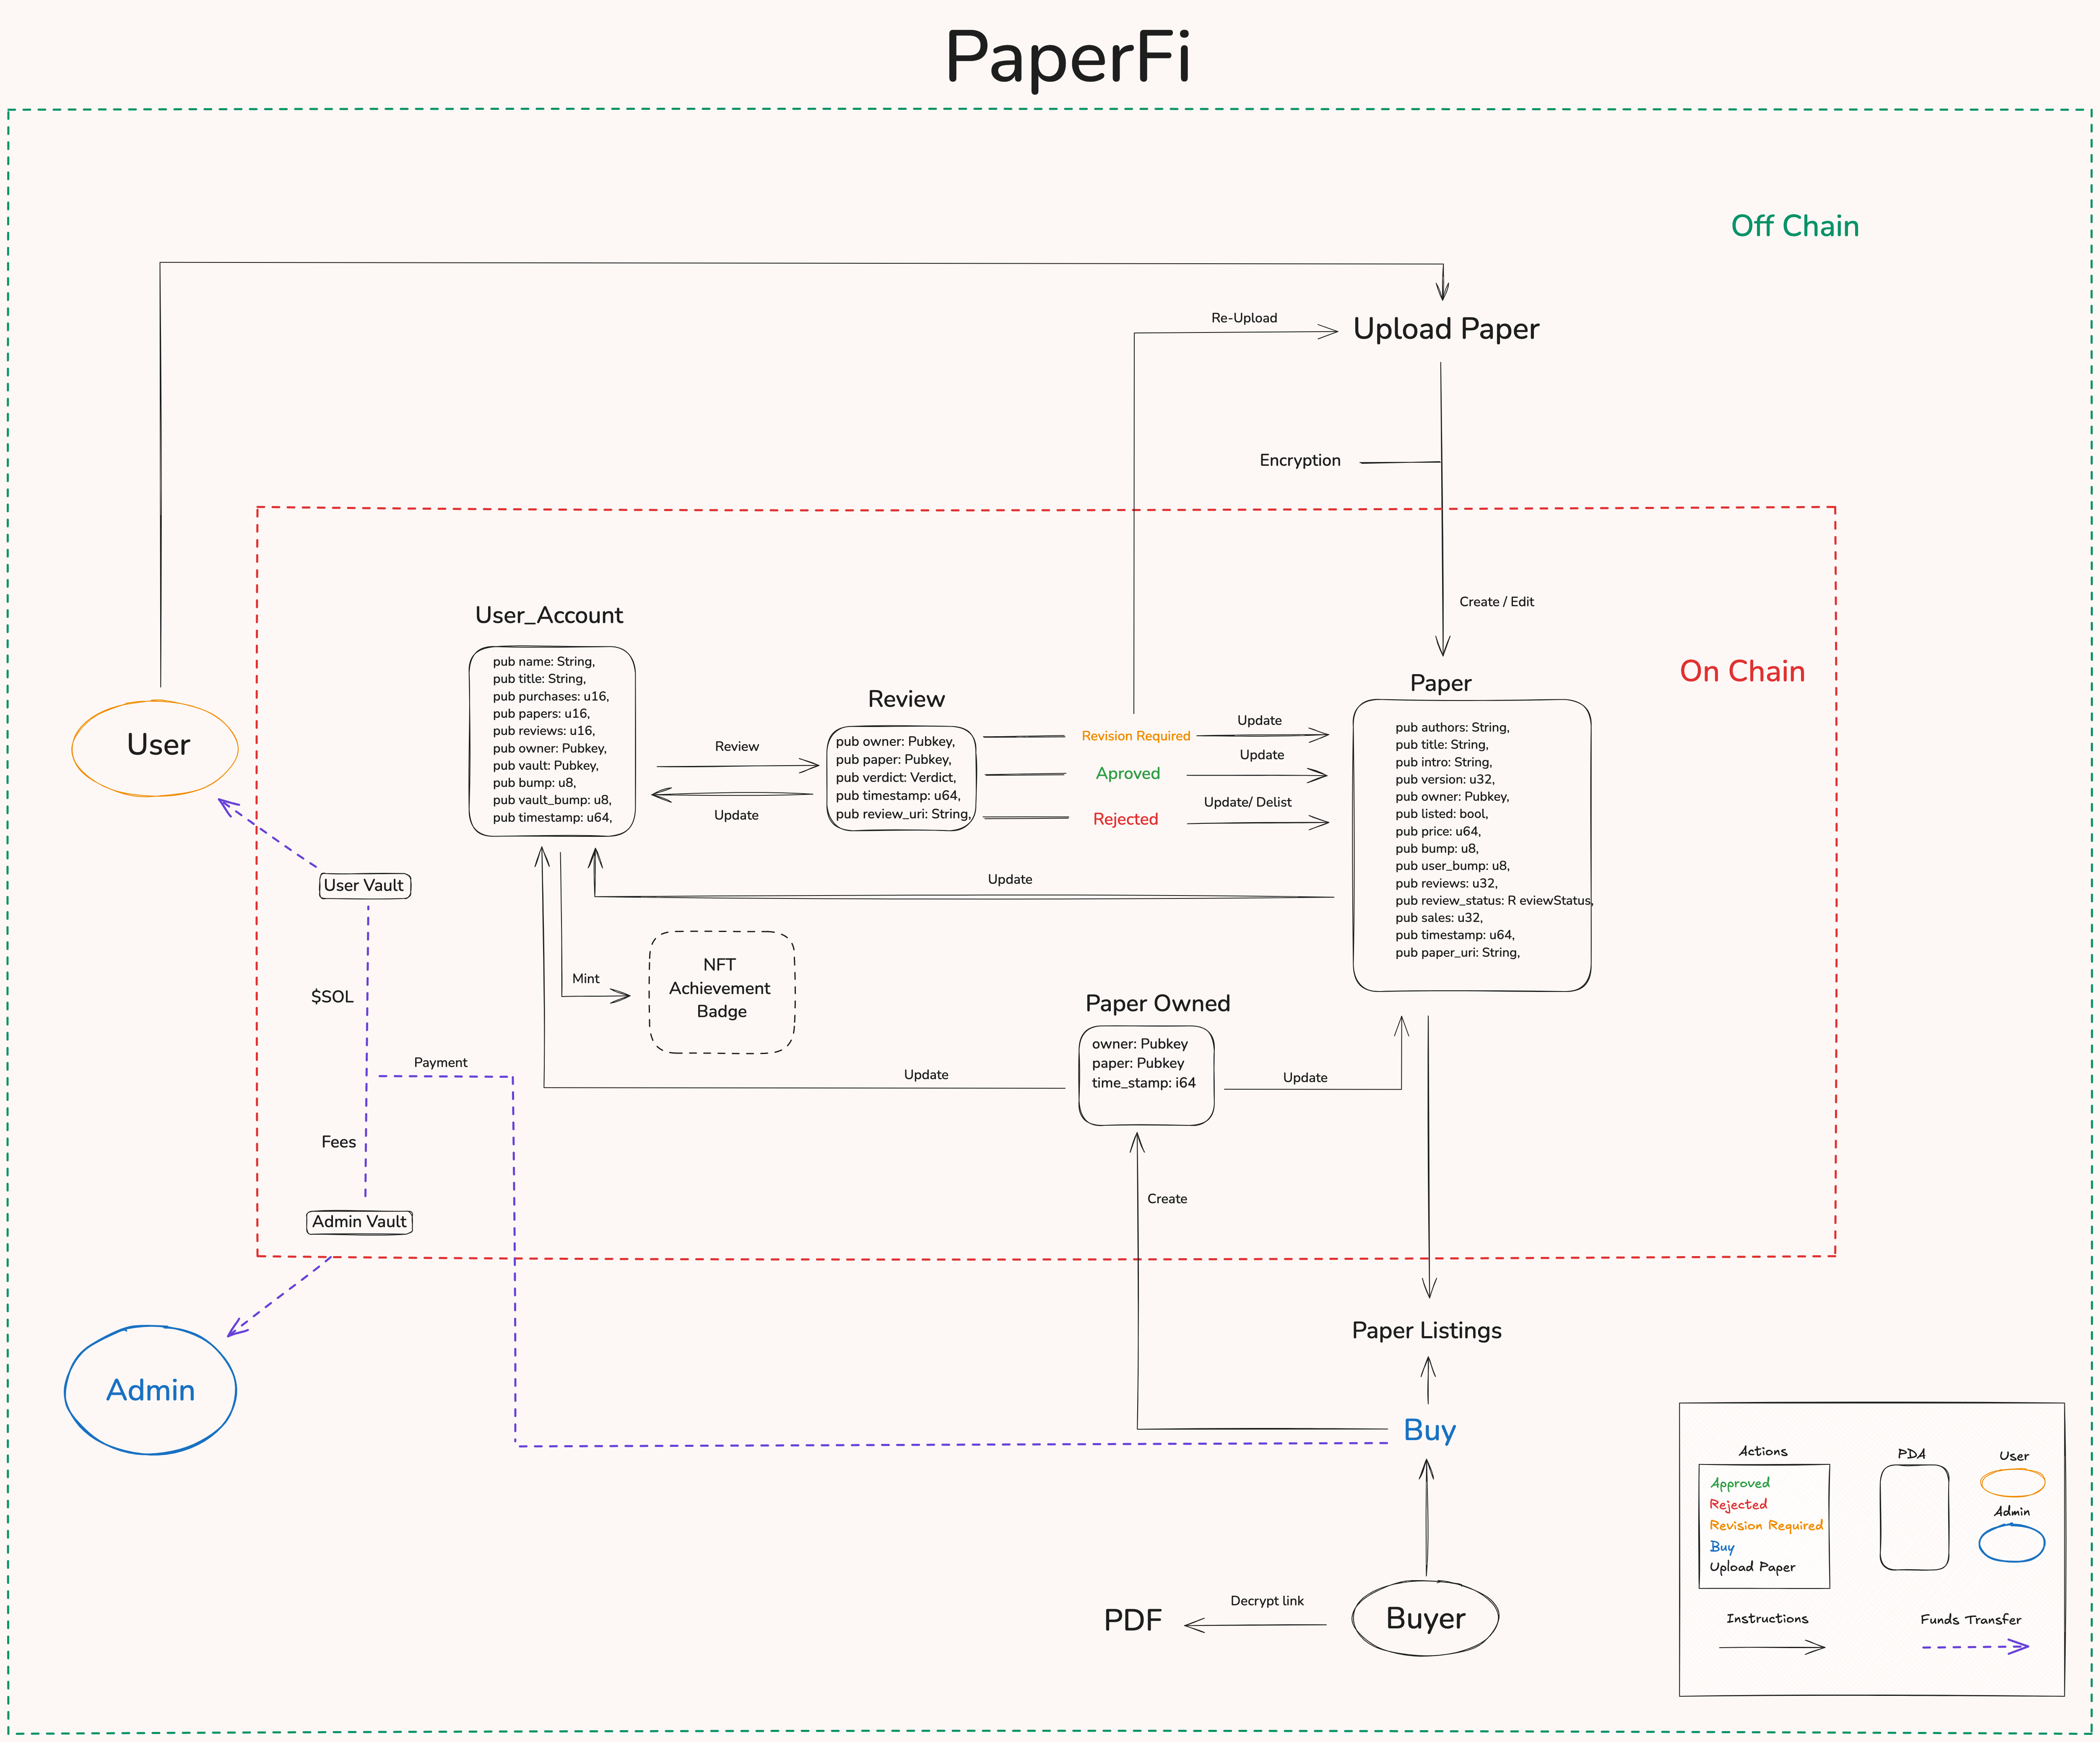 PaperFi
Off Chain
Re-Upload
Upload Paper
Encryption
Create / Edit
On Chain
User
User_Account
pub name: String,
pub title: String,
pub purchases: u16,
pub papers: u16,
pub reviews: u16,
pub owner: Pubkey,
pub vault: Pubkey,
pub bump: u8,
pub vault_bump: u8,
pub timestamp: u64,
Review
Update
Review
pub owner: Pubkey,
pub paper: Pubkey,
pub verdict: Verdict,
pub timestamp: u64,
pub review_uri: String,
Revision Required
Aproved
Rejected
Update
Update
Update/ Delist
Paper
pub authors: String,
pub title: String,
pub intro: String,
pub version: u32,
pub owner: Pubkey,
pub listed: bool,
pub price: u64,
pub bump: u8,
pub user_bump: u8,
pub reviews: u32,
pub review_status: R eviewStatus,
pub sales: u32,
pub timestamp: u64,
pub paper_uri: String,
Update
User Vault
$SOL
Payment
Fees
Admin Vault
Admin
Mint
NFT
Achievement
Badge
Update
Paper Owned
owner: Pubkey
paper: Pubkey
time_stamp: i64
Update
Create
Paper Listings
Buy
Buyer
Decrypt link
PDF
Actions
Approved
Rejected
Revision Required
Buy
Upload Paper
PDA
User
Admin
Instructions
Funds Transfer